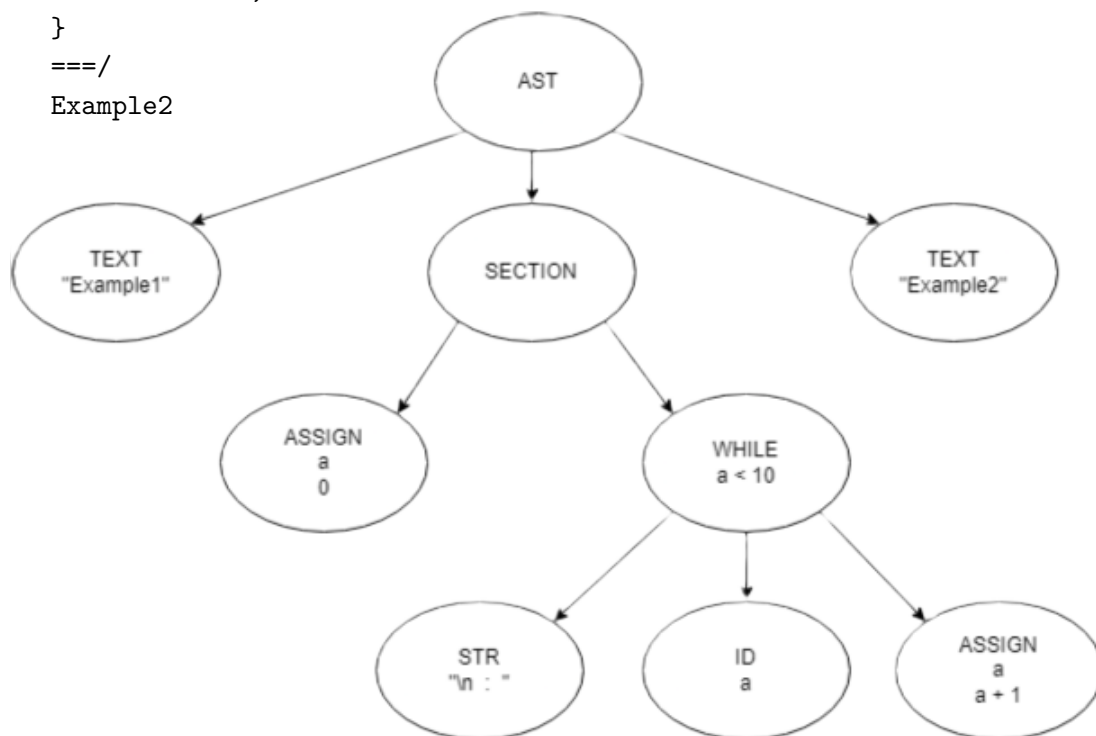 }
===/
Example2
AST
TEXT
"Example1"
SECTION
TEXT
"Example2"
ASSIGN
a
0
WHILE
a < 10
STR
"\n : "
ID
a
ASSIGN
a
a + 1